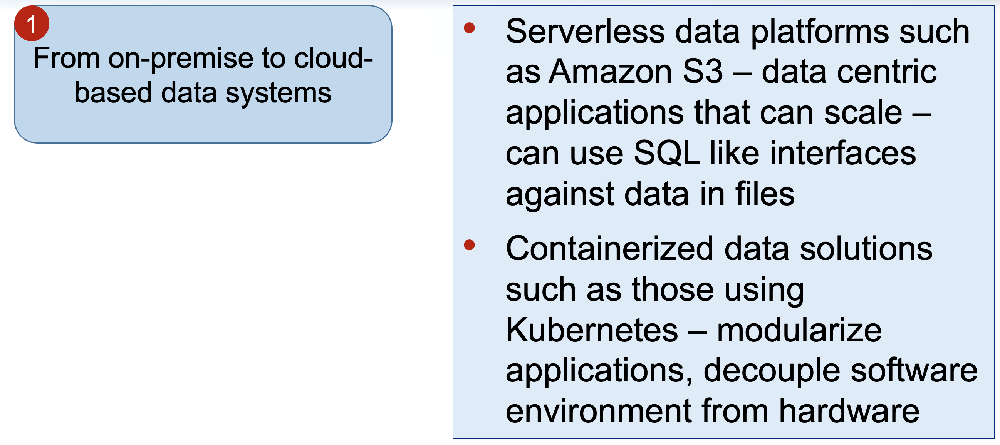 1
From on-premise to cloud-
based data systems
• Serverless data platforms such
as Amazon S3 – data centric
applications that can scale –
can use SQL like interfaces
against data in files
• Containerized data solutions
such as those using
Kubernetes – modularize
applications, decouple software
environment from hardware